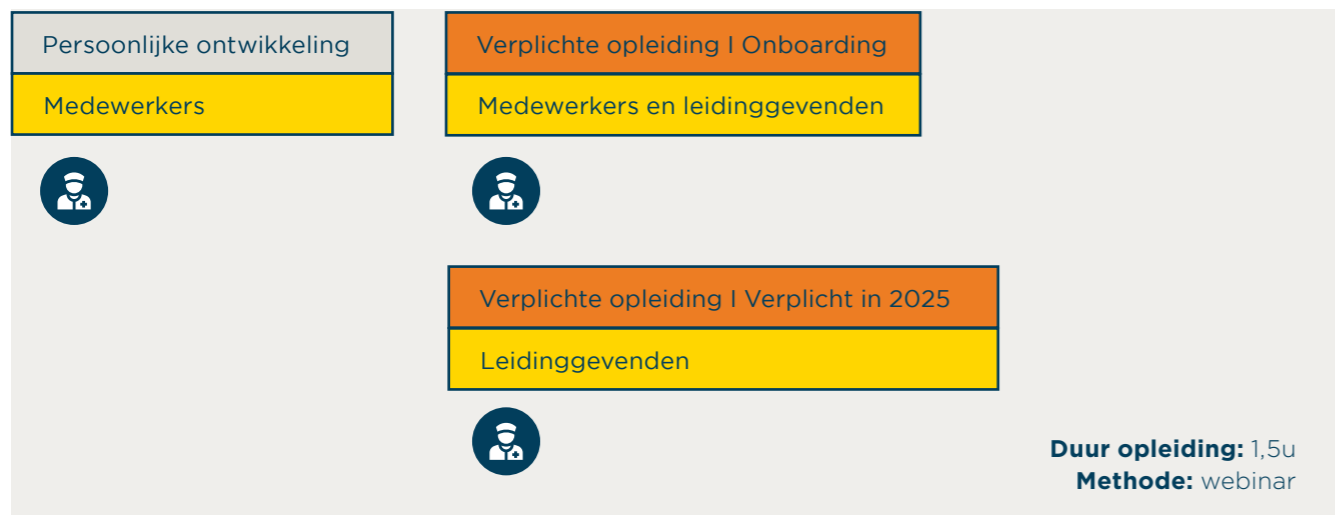 Persoonlijke ontwikkeling
Medewerkers
Verplichte opleiding I Onboarding
Medewerkers en leidinggevenden
Verplichte opleiding I Verplicht in 2025
Leidinggevenden
Duur opleiding: 1,5u
Methode: webinar